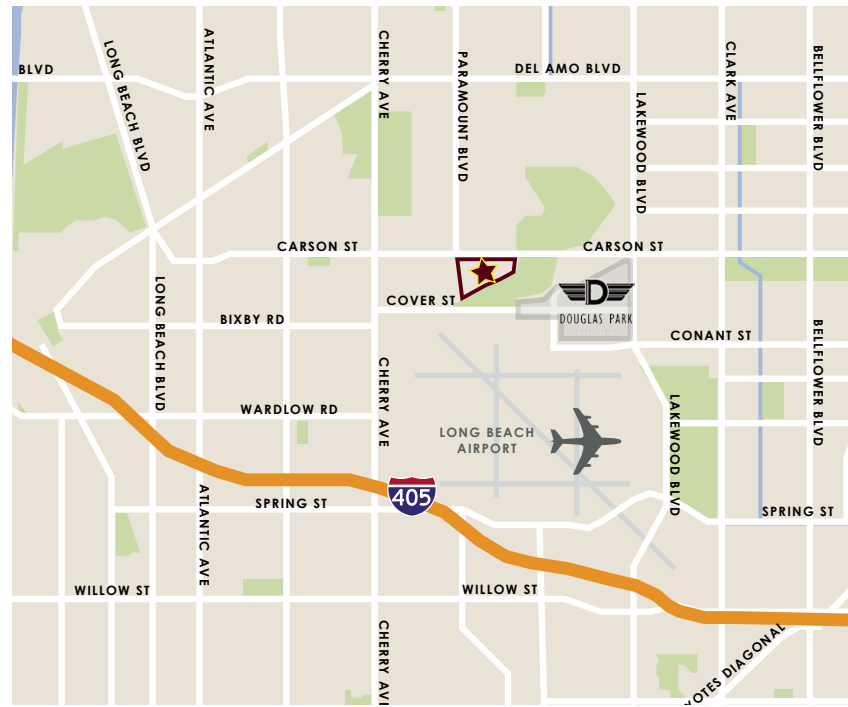 BLVD
LONG BEACH BLVD
ATLANTIC AVE
CHERRY AVE
PARAMOUNT BLVD
DEL AMO BLVD
LAKEWOOD BLVD
CLARK AVE
BELLFLOWER BLVD
CARSON ST
CARSON ST
COVER ST
D
DOUGLAS PARK
BIXBY RD
LONG BEACH BLVD
CONANT ST
BELLFLOWER BLVD
CHERRY AVE
WARDLOW RD
LONG BEACH
AIRPORT
LAKEWOOD BLVD
405
SPRING ST
SPRING ST
ATLANTIC AVE
WILLOW ST
WILLOW ST
CHERRY AVE
YOTES DIAGONAL